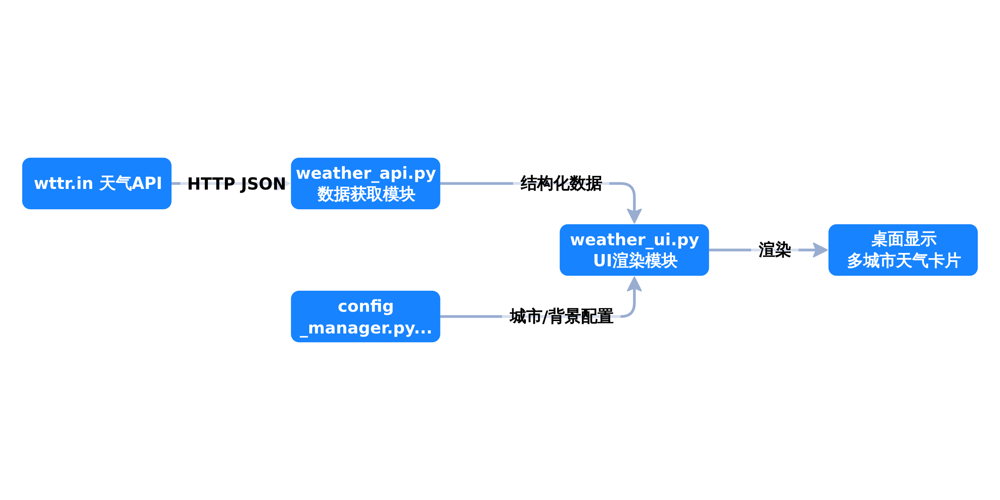 wttr.in 天气API
HTTP JSON
weather_api.py
数据获取模块
结构化数据
weather_ui.py
UI渲染模块
渲染
桌面显示
多城市天气卡片
config
_manager.py...
城市/背景配置